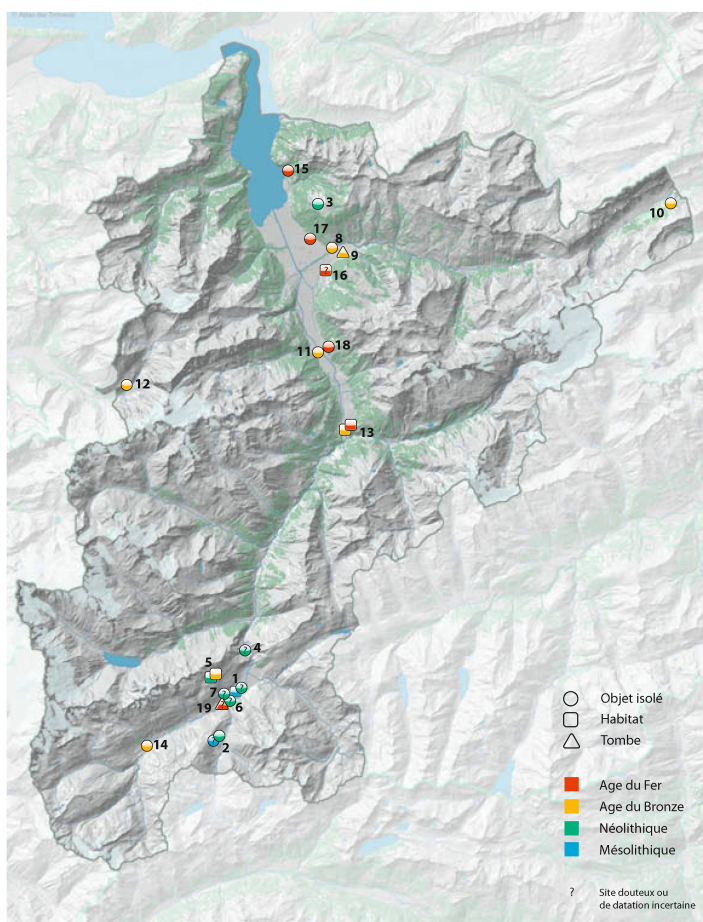 15
3
10
17
8
9
16
18
11
12
13
4
5
1
7
19
6
2
14
Objet isolé
Habitat
Tombe
Age du Fer
Age du Bronze
Néolithique
Mésolithique
? Site douteux ou
de datation incertaine